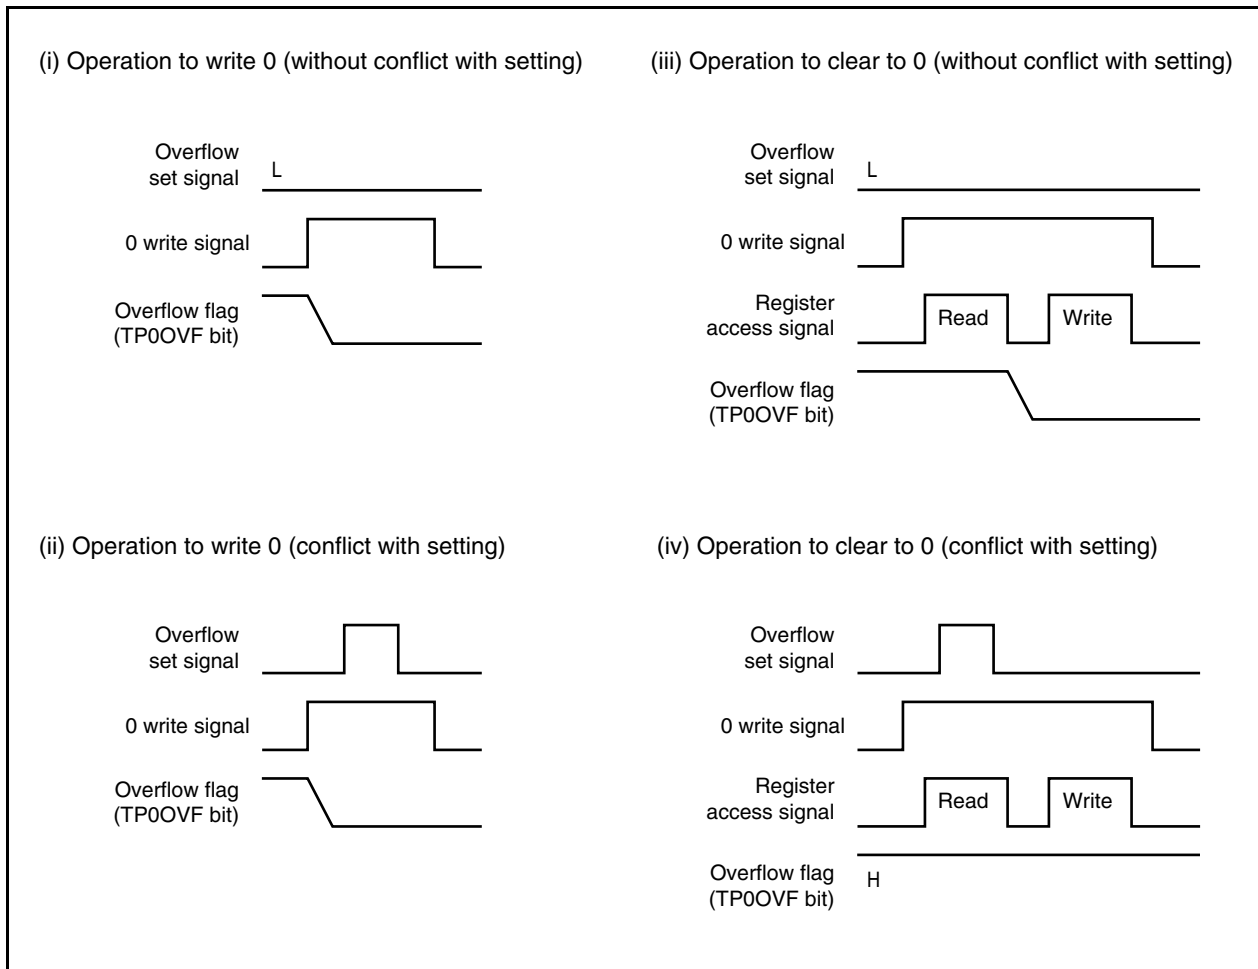 (i) Operation to write 0 (without conflict with setting)
Overflow
set signal
L
0 write signal
Overflow flag
(TP0OVF bit)
(iii) Operation to clear to 0 (without conflict with setting)
Overflow
set signal
L
0 write signal
Register
access signal
Read
Write
Overflow flag
(TP0OVF bit)
(ii) Operation to write 0 (conflict with setting)
Overflow
set signal
0 write signal
Overflow flag
(TP0OVF bit)
(iv) Operation to clear to 0 (conflict with setting)
Overflow
set signal
0 write signal
Register
access signal
Read
Write
Overflow flag
(TP0OVF bit)
H